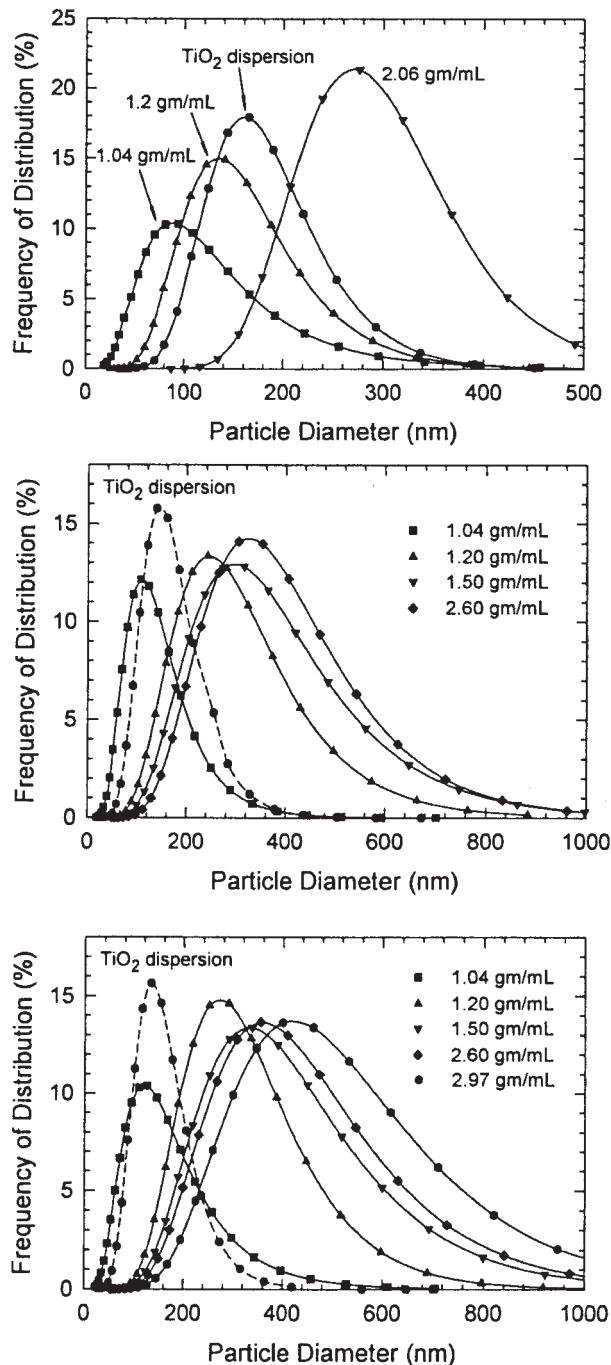 Frequency of Distribution (%)
25
20
15
10
5
0
TiO2 dispersion
2.06 gm/mL
1.2 gm/mL
1.04 gm/mL
0 100 200 300 400 500
Particle Diameter (nm)
Frequency of Distribution (%)
15
10
5
0
TiO2 dispersion
1.04 gm/mL
1.20 gm/mL
1.50 gm/mL
2.60 gm/mL
0 200 400 600 800 1000
Particle Diameter (nm)
Frequency of Distribution (%)
15
10
5
0
TiO2 dispersion
1.04 gm/mL
1.20 gm/mL
1.50 gm/mL
2.60 gm/mL
2.97 gm/mL
0 200 400 600 800 1000
Particle Diameter (nm)